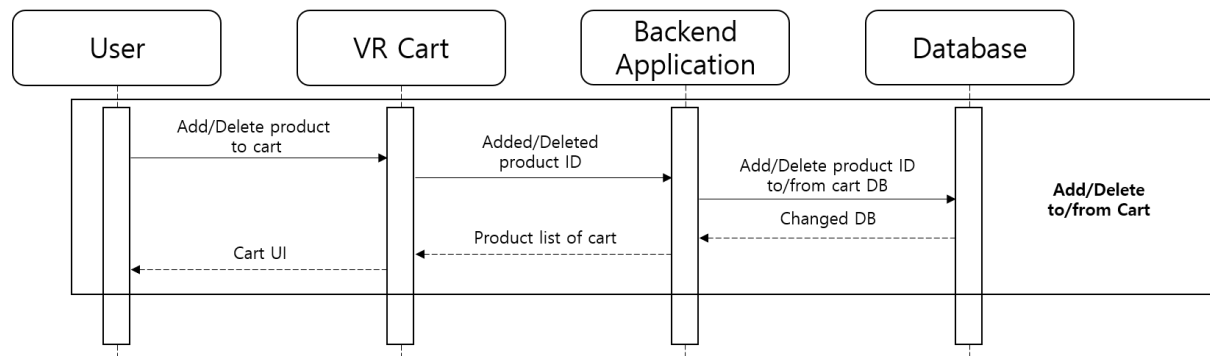 User
VR Cart
Backend
Application
Database
Add/Delete product
to cart
Added/Deleted
product ID
Add/Delete product ID
to/from cart DB
Add/Delete
to/from Cart
Changed DB
Product list of cart
Cart UI